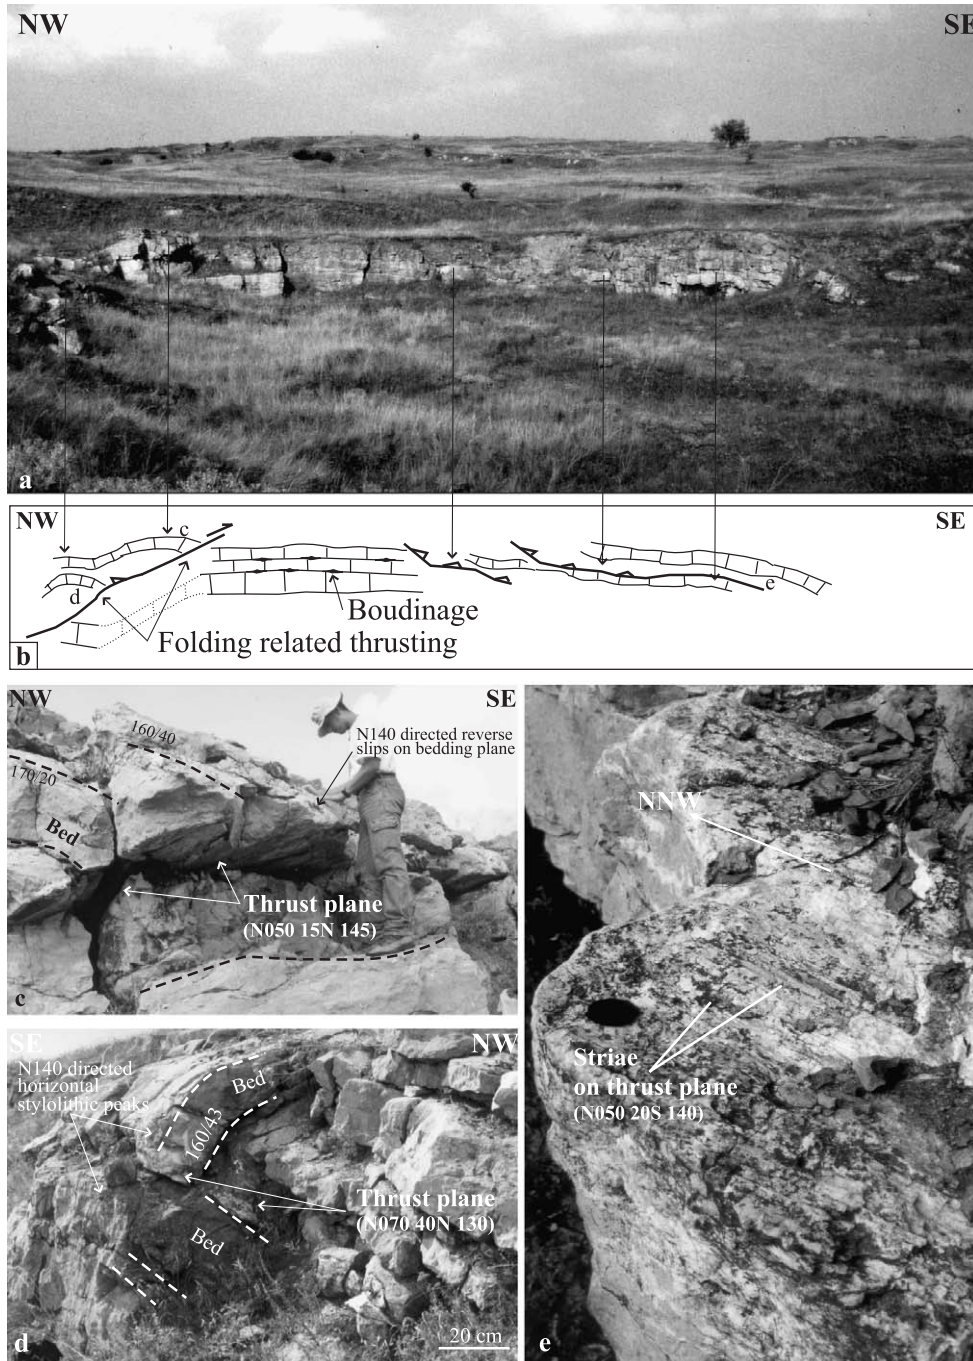 NW
SE
a
NW
SE
c
d
e
Boudinage
Folding related thrusting
b
NW
SE
160/40
N140 directed reverse
slips on bedding plane
170/20
Bed
Thrust plane
(N050 15N 145)
c
SE
NW
N140 directed
horizontal
stylolithic peaks
Bed
160/43
Thrust plane
(N070 40N 130)
Bed
20 cm
d
NNW
Striae
on thrust plane
(N050 20S 140)
e